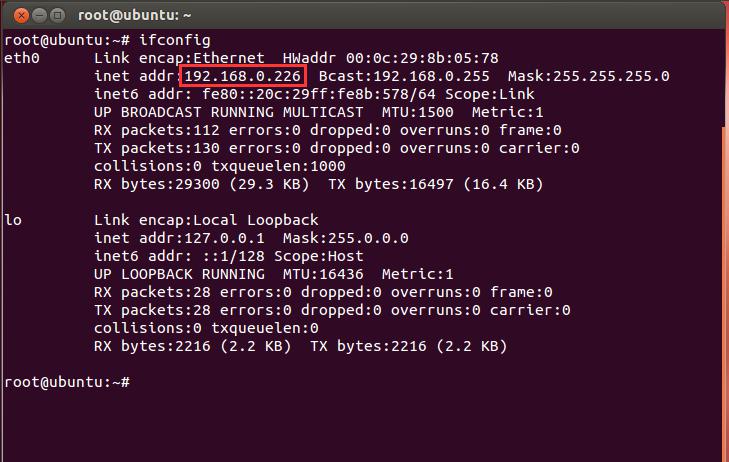 root@ubuntu: ~
root@ubuntu:~# ifconfig
eth0      Link encap:Ethernet  HWaddr 00:0c:29:8b:05:78
          inet addr:192.168.0.226  Bcast:192.168.0.255  Mask:255.255.255.0
          inet6 addr: fe80::20c:29ff:fe8b:578/64 Scope:Link
          UP BROADCAST RUNNING MULTICAST  MTU:1500  Metric:1
          RX packets:112 errors:0 dropped:0 overruns:0 frame:0
          TX packets:130 errors:0 dropped:0 overruns:0 carrier:0
          collisions:0 txqueuelen:1000
          RX bytes:29300 (29.3 KB)  TX bytes:16497 (16.4 KB)
lo        Link encap:Local Loopback
          inet addr:127.0.0.1  Mask:255.0.0.0
          inet6 addr: ::1/128 Scope:Host
          UP LOOPBACK RUNNING  MTU:16436  Metric:1
          RX packets:28 errors:0 dropped:0 overruns:0 frame:0
          TX packets:28 errors:0 dropped:0 overruns:0 carrier:0
          collisions:0 txqueuelen:0
          RX bytes:2216 (2.2 KB)  TX bytes:2216 (2.2 KB)
root@ubuntu:~#